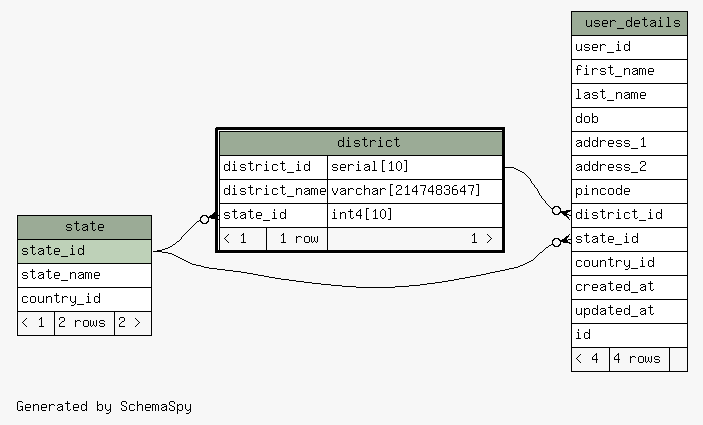 user_details
user_id
first_name
last_name
dob
address_1
address_2
pincode
district_id
state_id
country_id
created_at
updated_at
id
< 4 4 rows
district
district_id serial[10]
district_name varchar[2147483647]
state_id int4[10]
< 1 1 row 1 >
state
state_id
state_name
country_id
< 1 2 rows 2 >
Generated by SchemaSpy